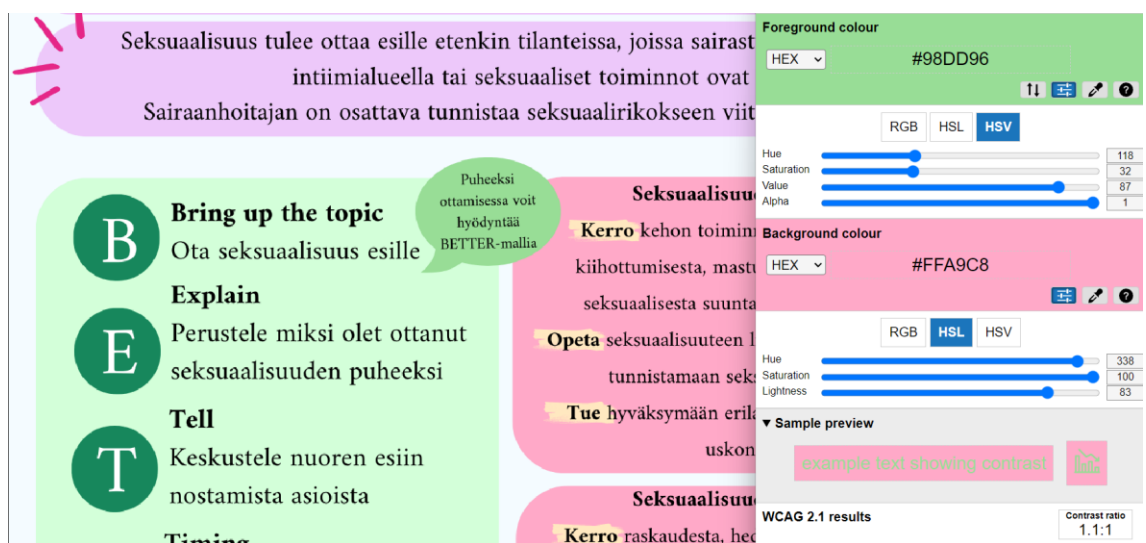 Seksuaalisuus tulee ottaa esille etenkin tilanteissa, joissa sairast
intiimialueella tai seksuaaliset toiminnot ovat
Sairaanhoitajan on osattava tunnistaa seksuaalirikokseen viit
B
Bring up the topic
Ota seksuaalisuus esille
Puheeksi
ottamisessa voit
hyödyntää
BETTER-mallia
E
Explain
Perustele miksi olet ottanut
seksuaalisuuden puheeksi
T
Tell
Keskustele nuoren esiin
nostamista asioista
Timing
Seksuaalisuu
Kerro kehon toimin
kiihottumisesta, mastu
seksuaalisesta suunta
Opeta seksuaalisuuteen l
tunnistamaan seks
Tue hyväksymään erila
uskon
Seksuaalisuu
Kerro raskaudesta, hed
Foreground colour
HEX #98DD96
RGB HSL HSV
Hue 118
Saturation 32
Value 87
Alpha 1
Background colour
HEX #FFA9C8
RGB HSL HSV
Hue 338
Saturation 100
Lightness 83
▼ Sample preview
example text showing contrast
WCAG 2.1 results
Contrast ratio
1.1:1